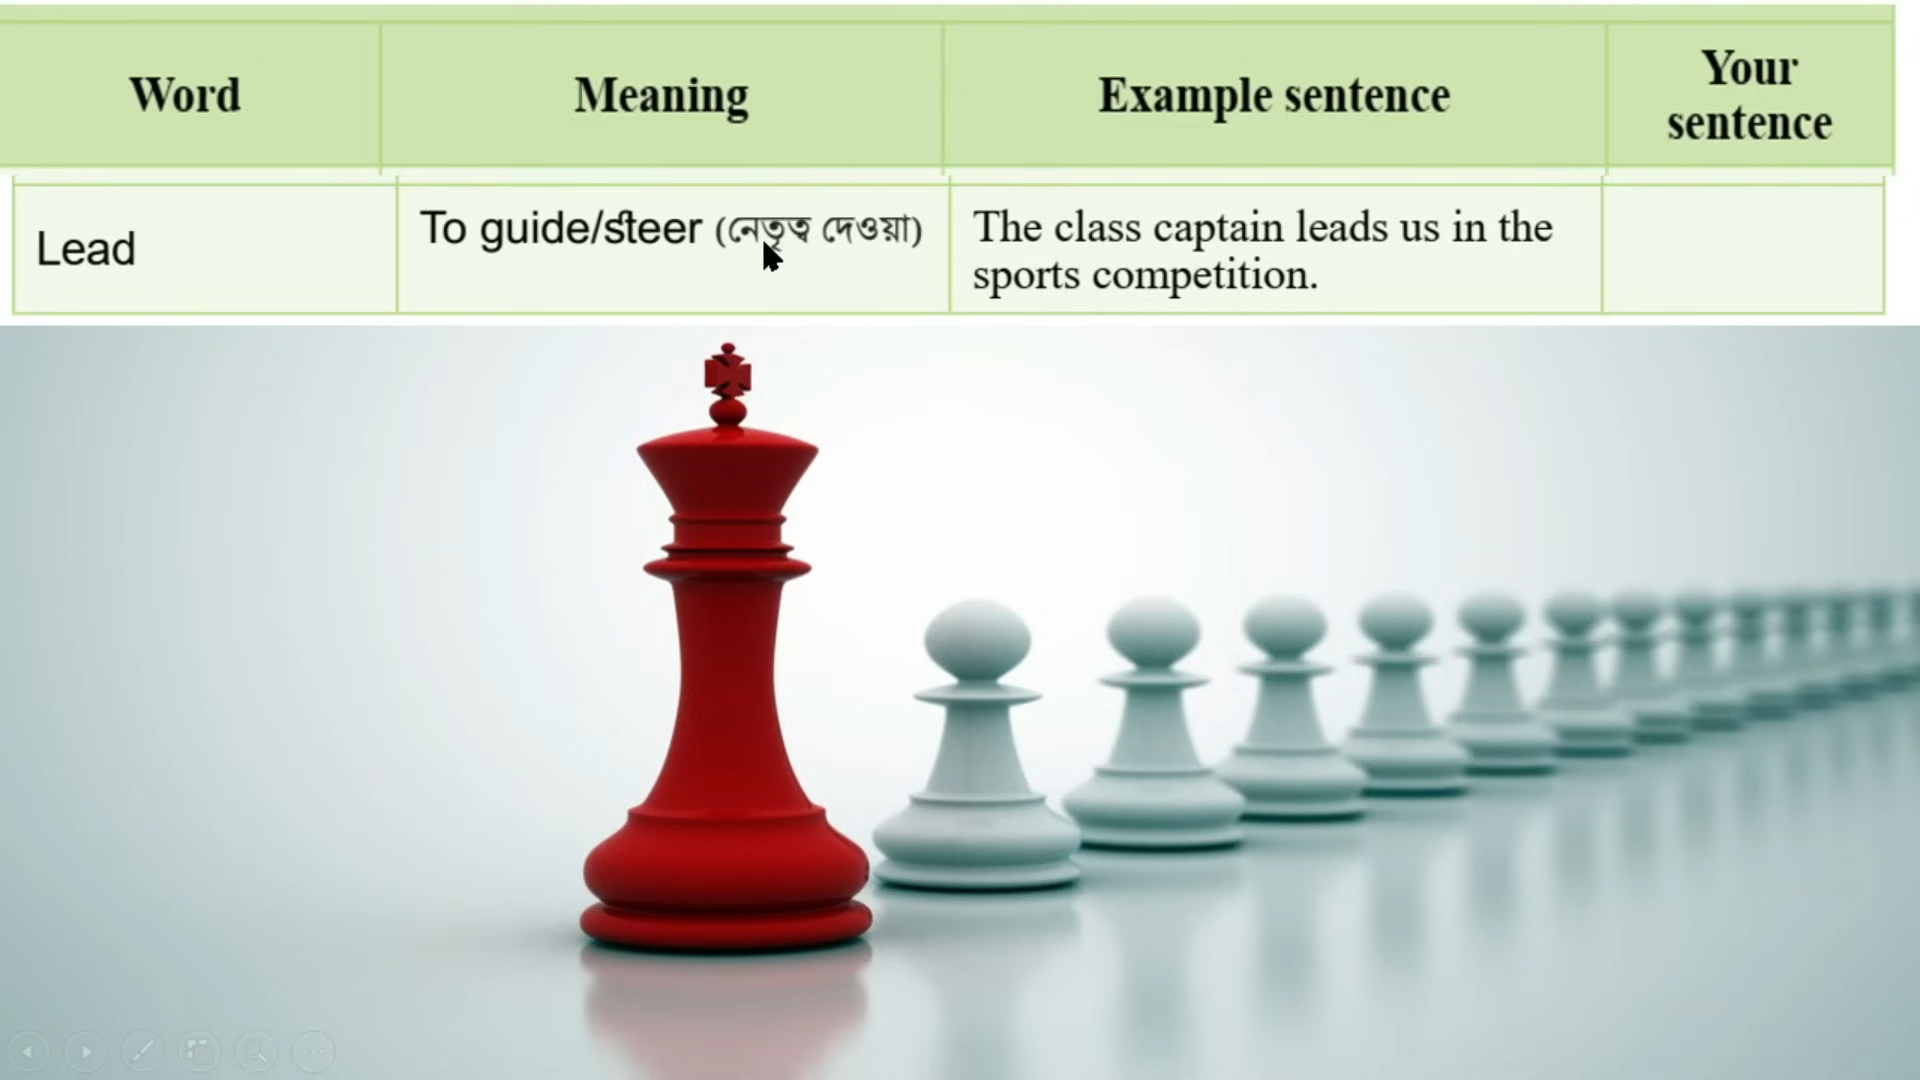 Word Meaning Example sentence Your sentence
Lead
To guide/steer (নেতৃত্ব দেওয়া)
The class captain leads us in the
sports competition.